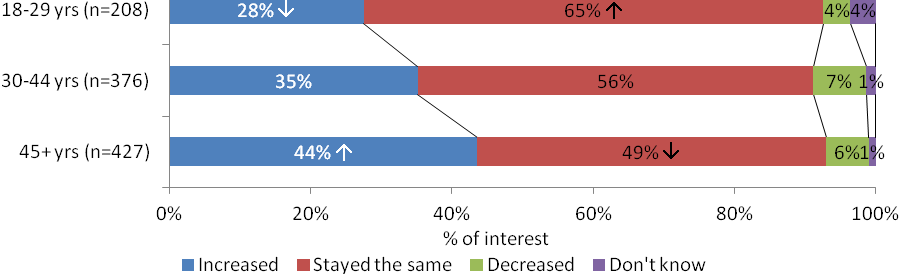 18-29 yrs (n=208) 28% ↓ 65% ↑ 4% 4%
30-44 yrs (n=376) 35% 56% 7% 1%
45+ yrs (n=427) 44% ↑ 49% ↓ 6% 1%
0% 20% 40% 60% 80% 100%
% of interest
Increased Stayed the same Decreased Don't know